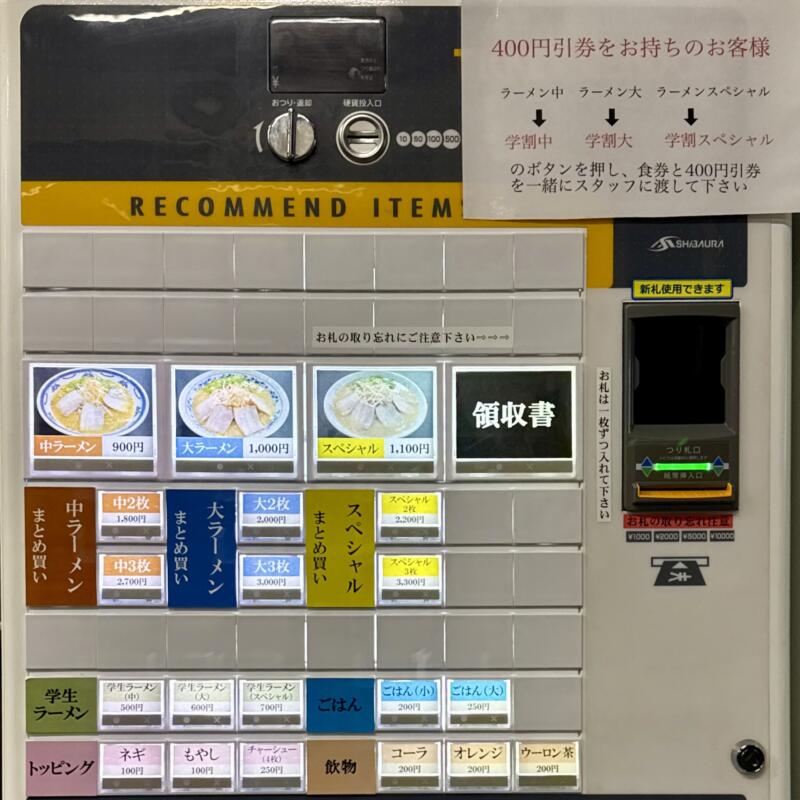 400円引券をお持ちのお客様
ラーメン中 ラーメン大 ラーメンスペシャル
学割中 学割大 学割スペシャル
のボタンを押し、食券と400円引券
を一緒にスタッフに渡して下さい
おつり・返却 硬貨投入口
10 50 100 500
RECOMMEND ITEMS
SHIBAURA
新札使用できます
お札の取り忘れにご注意下さい→→→
中ラーメン 900円
大ラーメン 1,000円
スペシャル 1,100円
領収書
お札は一枚ずつ入れて下さい
つり札口
紙幣挿入口
お札の取り忘れ注意
¥1000 ¥2000 ¥5000 ¥10000
中ラーメン まとめ買い
中2枚 1,800円
中3枚 2,700円
大ラーメン まとめ買い
大2枚 2,000円
大3枚 3,000円
スペシャル まとめ買い
スペシャル 2枚 2,200円
スペシャル 3枚 3,300円
学生ラーメン
学生ラーメン (中) 500円
学生ラーメン (大) 600円
学生ラーメン (スペシャル) 700円
ごはん
ごはん(小) 200円
ごはん(大) 250円
トッピング
ネギ 100円
もやし 100円
チャーシュー (4枚) 250円
飲物
コーラ 200円
オレンジ 200円
ウーロン茶 200円